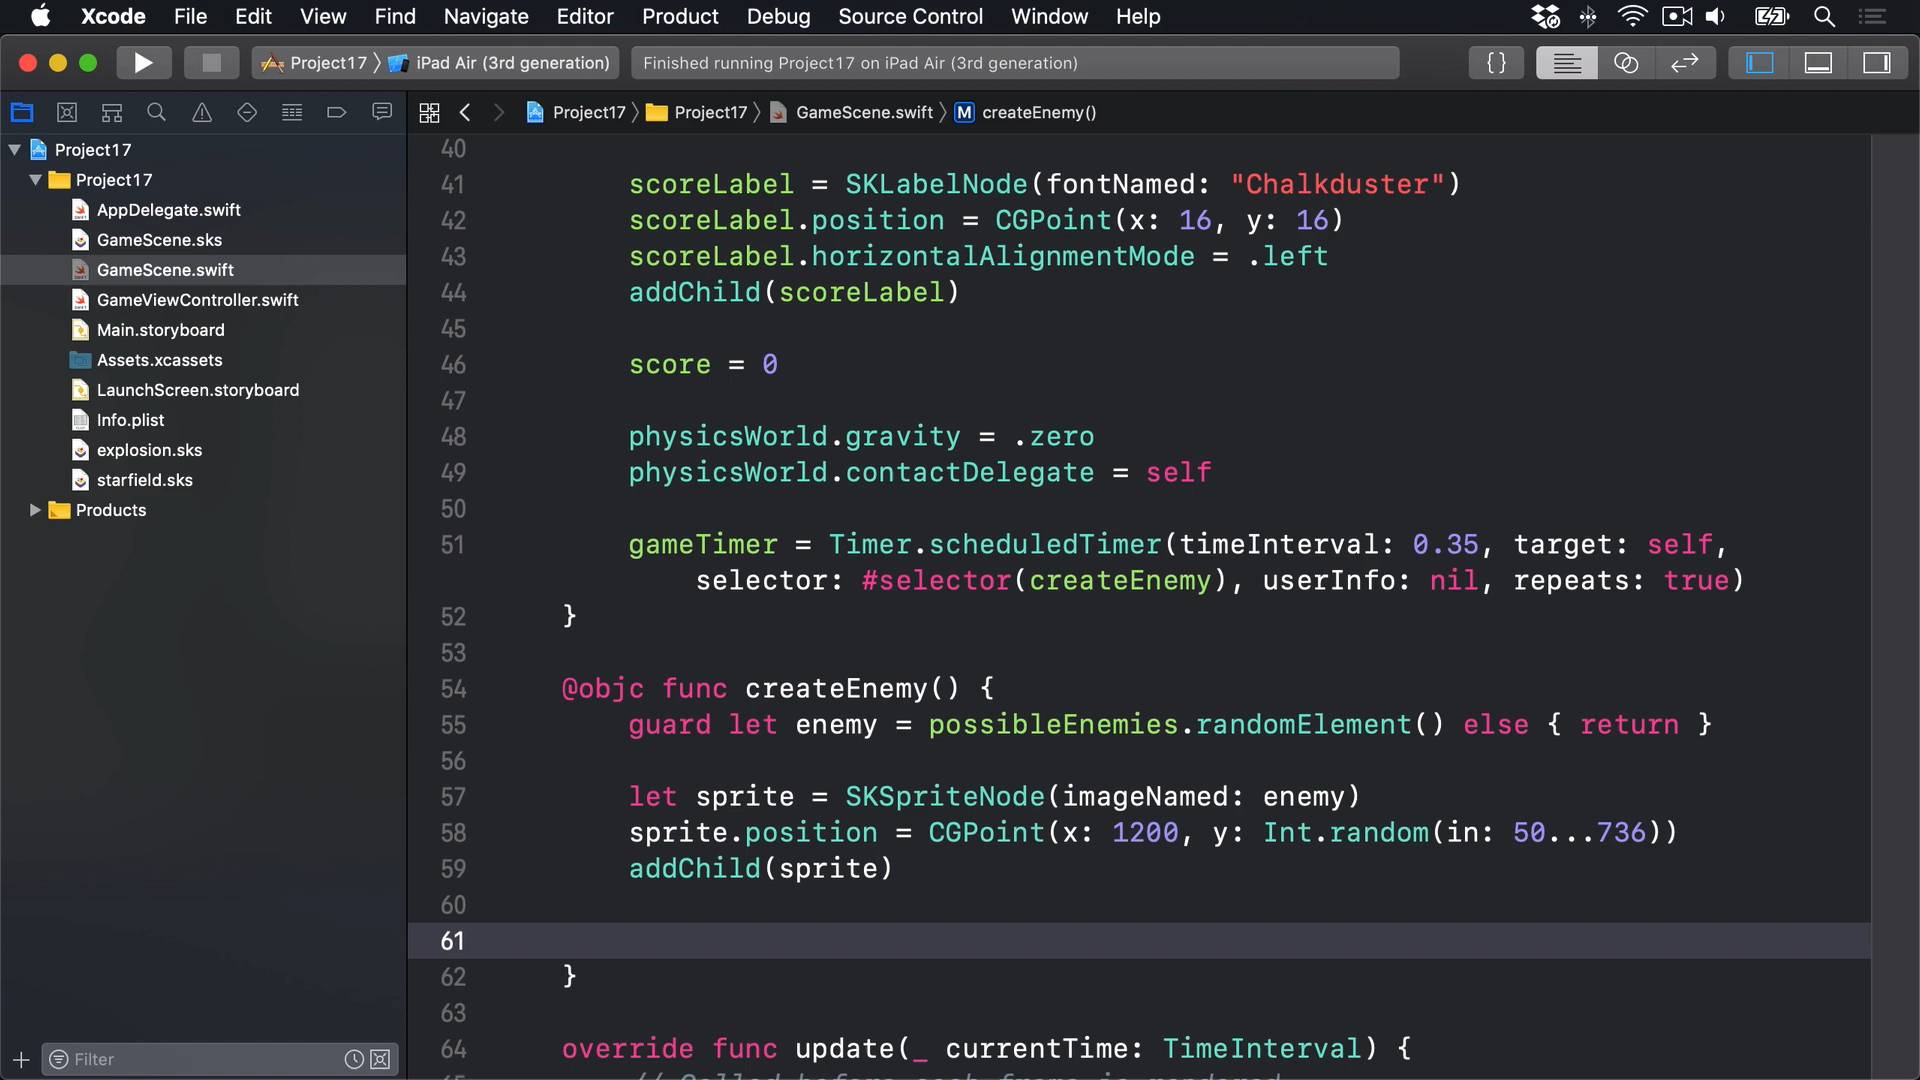 Xcode File Edit View Find Navigate Editor Product Debug Source Control Window Help
Project17 iPad Air (3rd generation) Finished running Project17 on iPad Air (3rd generation) {}
Project17 Project17 GameScene.swift M createEnemy()
Project17
Project17
AppDelegate.swift
GameScene.sks
GameScene.swift
GameViewController.swift
Main.storyboard
Assets.xcassets
LaunchScreen.storyboard
Info.plist
explosion.sks
starfield.sks
Products
Filter
40
41 scoreLabel = SKLabelNode(fontNamed: "Chalkduster")
42 scoreLabel.position = CGPoint(x: 16, y: 16)
43 scoreLabel.horizontalAlignmentMode = .left
44 addChild(scoreLabel)
45
46 score = 0
47
48 physicsWorld.gravity = .zero
49 physicsWorld.contactDelegate = self
50
51 gameTimer = Timer.scheduledTimer(timeInterval: 0.35, target: self,
selector: #selector(createEnemy), userInfo: nil, repeats: true)
52 }
53
54 @objc func createEnemy() {
55 guard let enemy = possibleEnemies.randomElement() else { return }
56
57 let sprite = SKSpriteNode(imageNamed: enemy)
58 sprite.position = CGPoint(x: 1200, y: Int.random(in: 50...736))
59 addChild(sprite)
60
61
62 }
63
64 override func update(_ currentTime: TimeInterval) {
// Called before each frame is rendered